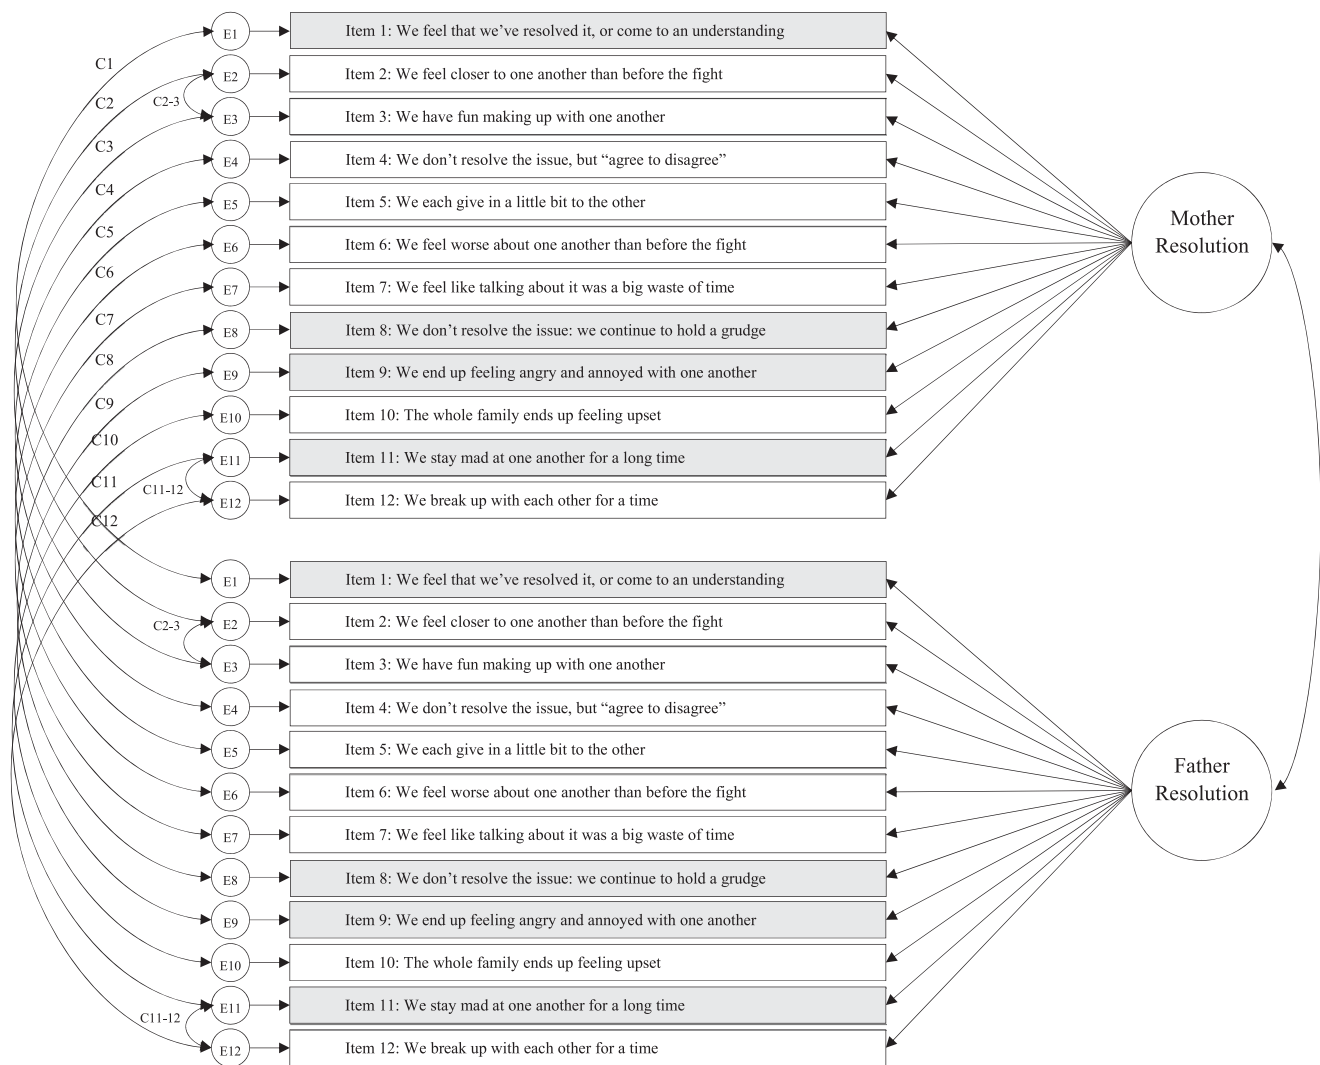 E1 Item 1: We feel that we’ve resolved it, or come to an understanding
C1
E2 Item 2: We feel closer to one another than before the fight
C2 C2-3
E3 Item 3: We have fun making up with one another
C3
E4 Item 4: We don’t resolve the issue, but “agree to disagree”
C4
E5 Item 5: We each give in a little bit to the other
Mother
Resolution
C5
E6 Item 6: We feel worse about one another than before the fight
C6
E7 Item 7: We feel like talking about it was a big waste of time
C7
E8 Item 8: We don’t resolve the issue: we continue to hold a grudge
C8
E9 Item 9: We end up feeling angry and annoyed with one another
C9
E10 Item 10: The whole family ends up feeling upset
C10
E11 Item 11: We stay mad at one another for a long time
C11 C11-12
E12 Item 12: We break up with each other for a time
C12
E1 Item 1: We feel that we’ve resolved it, or come to an understanding
E2 Item 2: We feel closer to one another than before the fight
C2-3
E3 Item 3: We have fun making up with one another
E4 Item 4: We don’t resolve the issue, but “agree to disagree”
E5 Item 5: We each give in a little bit to the other
Father
Resolution
E6 Item 6: We feel worse about one another than before the fight
E7 Item 7: We feel like talking about it was a big waste of time
E8 Item 8: We don’t resolve the issue: we continue to hold a grudge
E9 Item 9: We end up feeling angry and annoyed with one another
E10 Item 10: The whole family ends up feeling upset
E11 Item 11: We stay mad at one another for a long time
C11-12
E12 Item 12: We break up with each other for a time